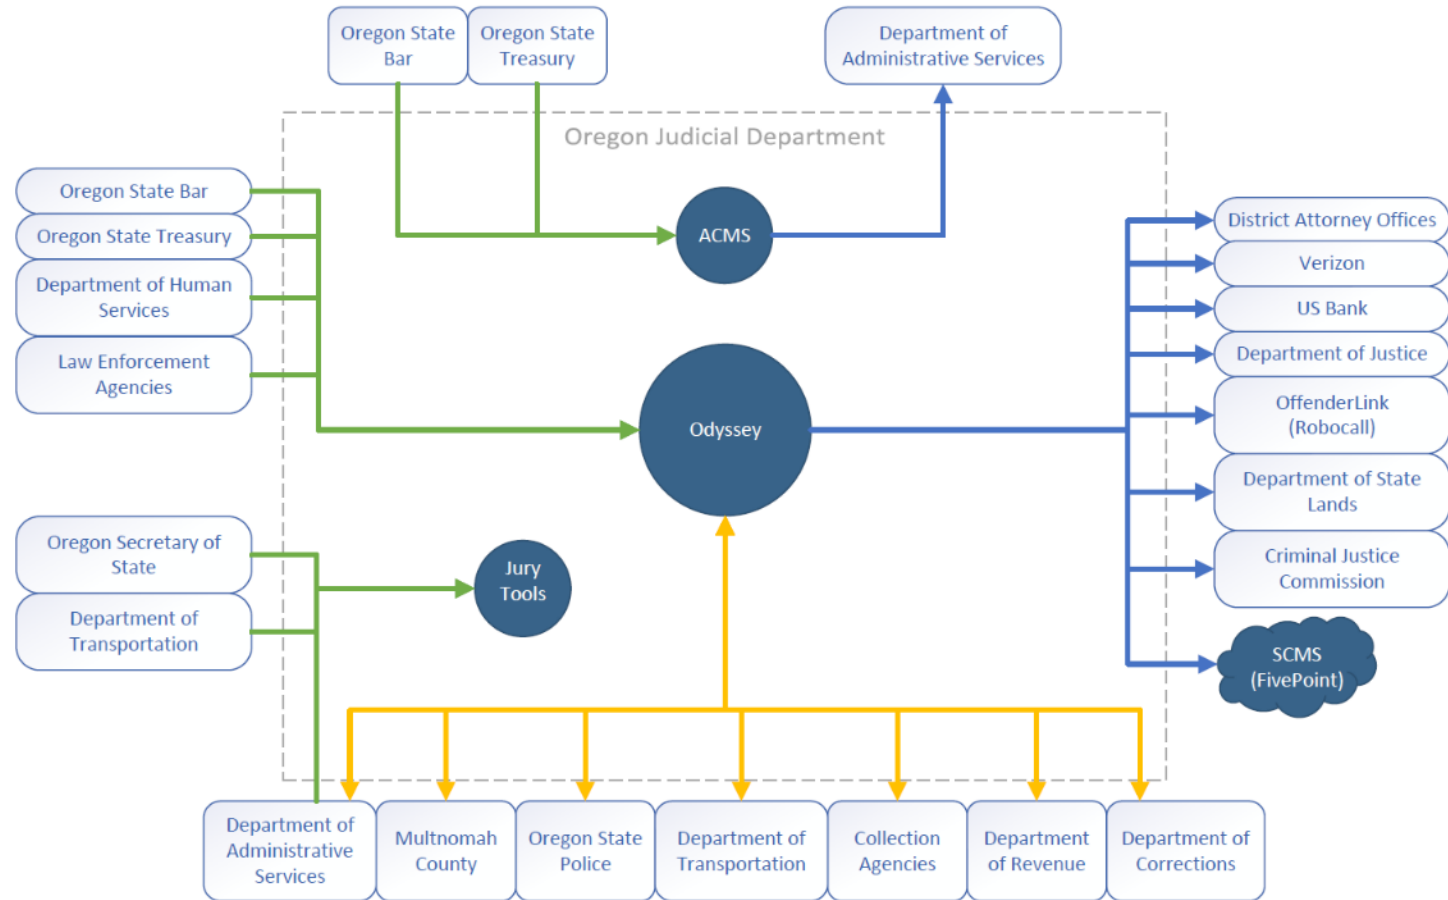 Oregon State
Bar
Oregon State
Treasury
Department of
Administrative Services
Oregon Judicial Department
Oregon State Bar
Oregon State Treasury
Department of Human
Services
Law Enforcement
Agencies
ACMS
District Attorney Offices
Verizon
US Bank
Department of Justice
OffenderLink
(Robocall)
Department of State
Lands
Criminal Justice
Commission
SCMS
(FivePoint)
Odyssey
Oregon Secretary of
State
Department of
Transportation
Jury
Tools
Department of
Administrative
Services
Multnomah
County
Oregon State
Police
Department of
Transportation
Collection
Agencies
Department
of Revenue
Department of
Corrections